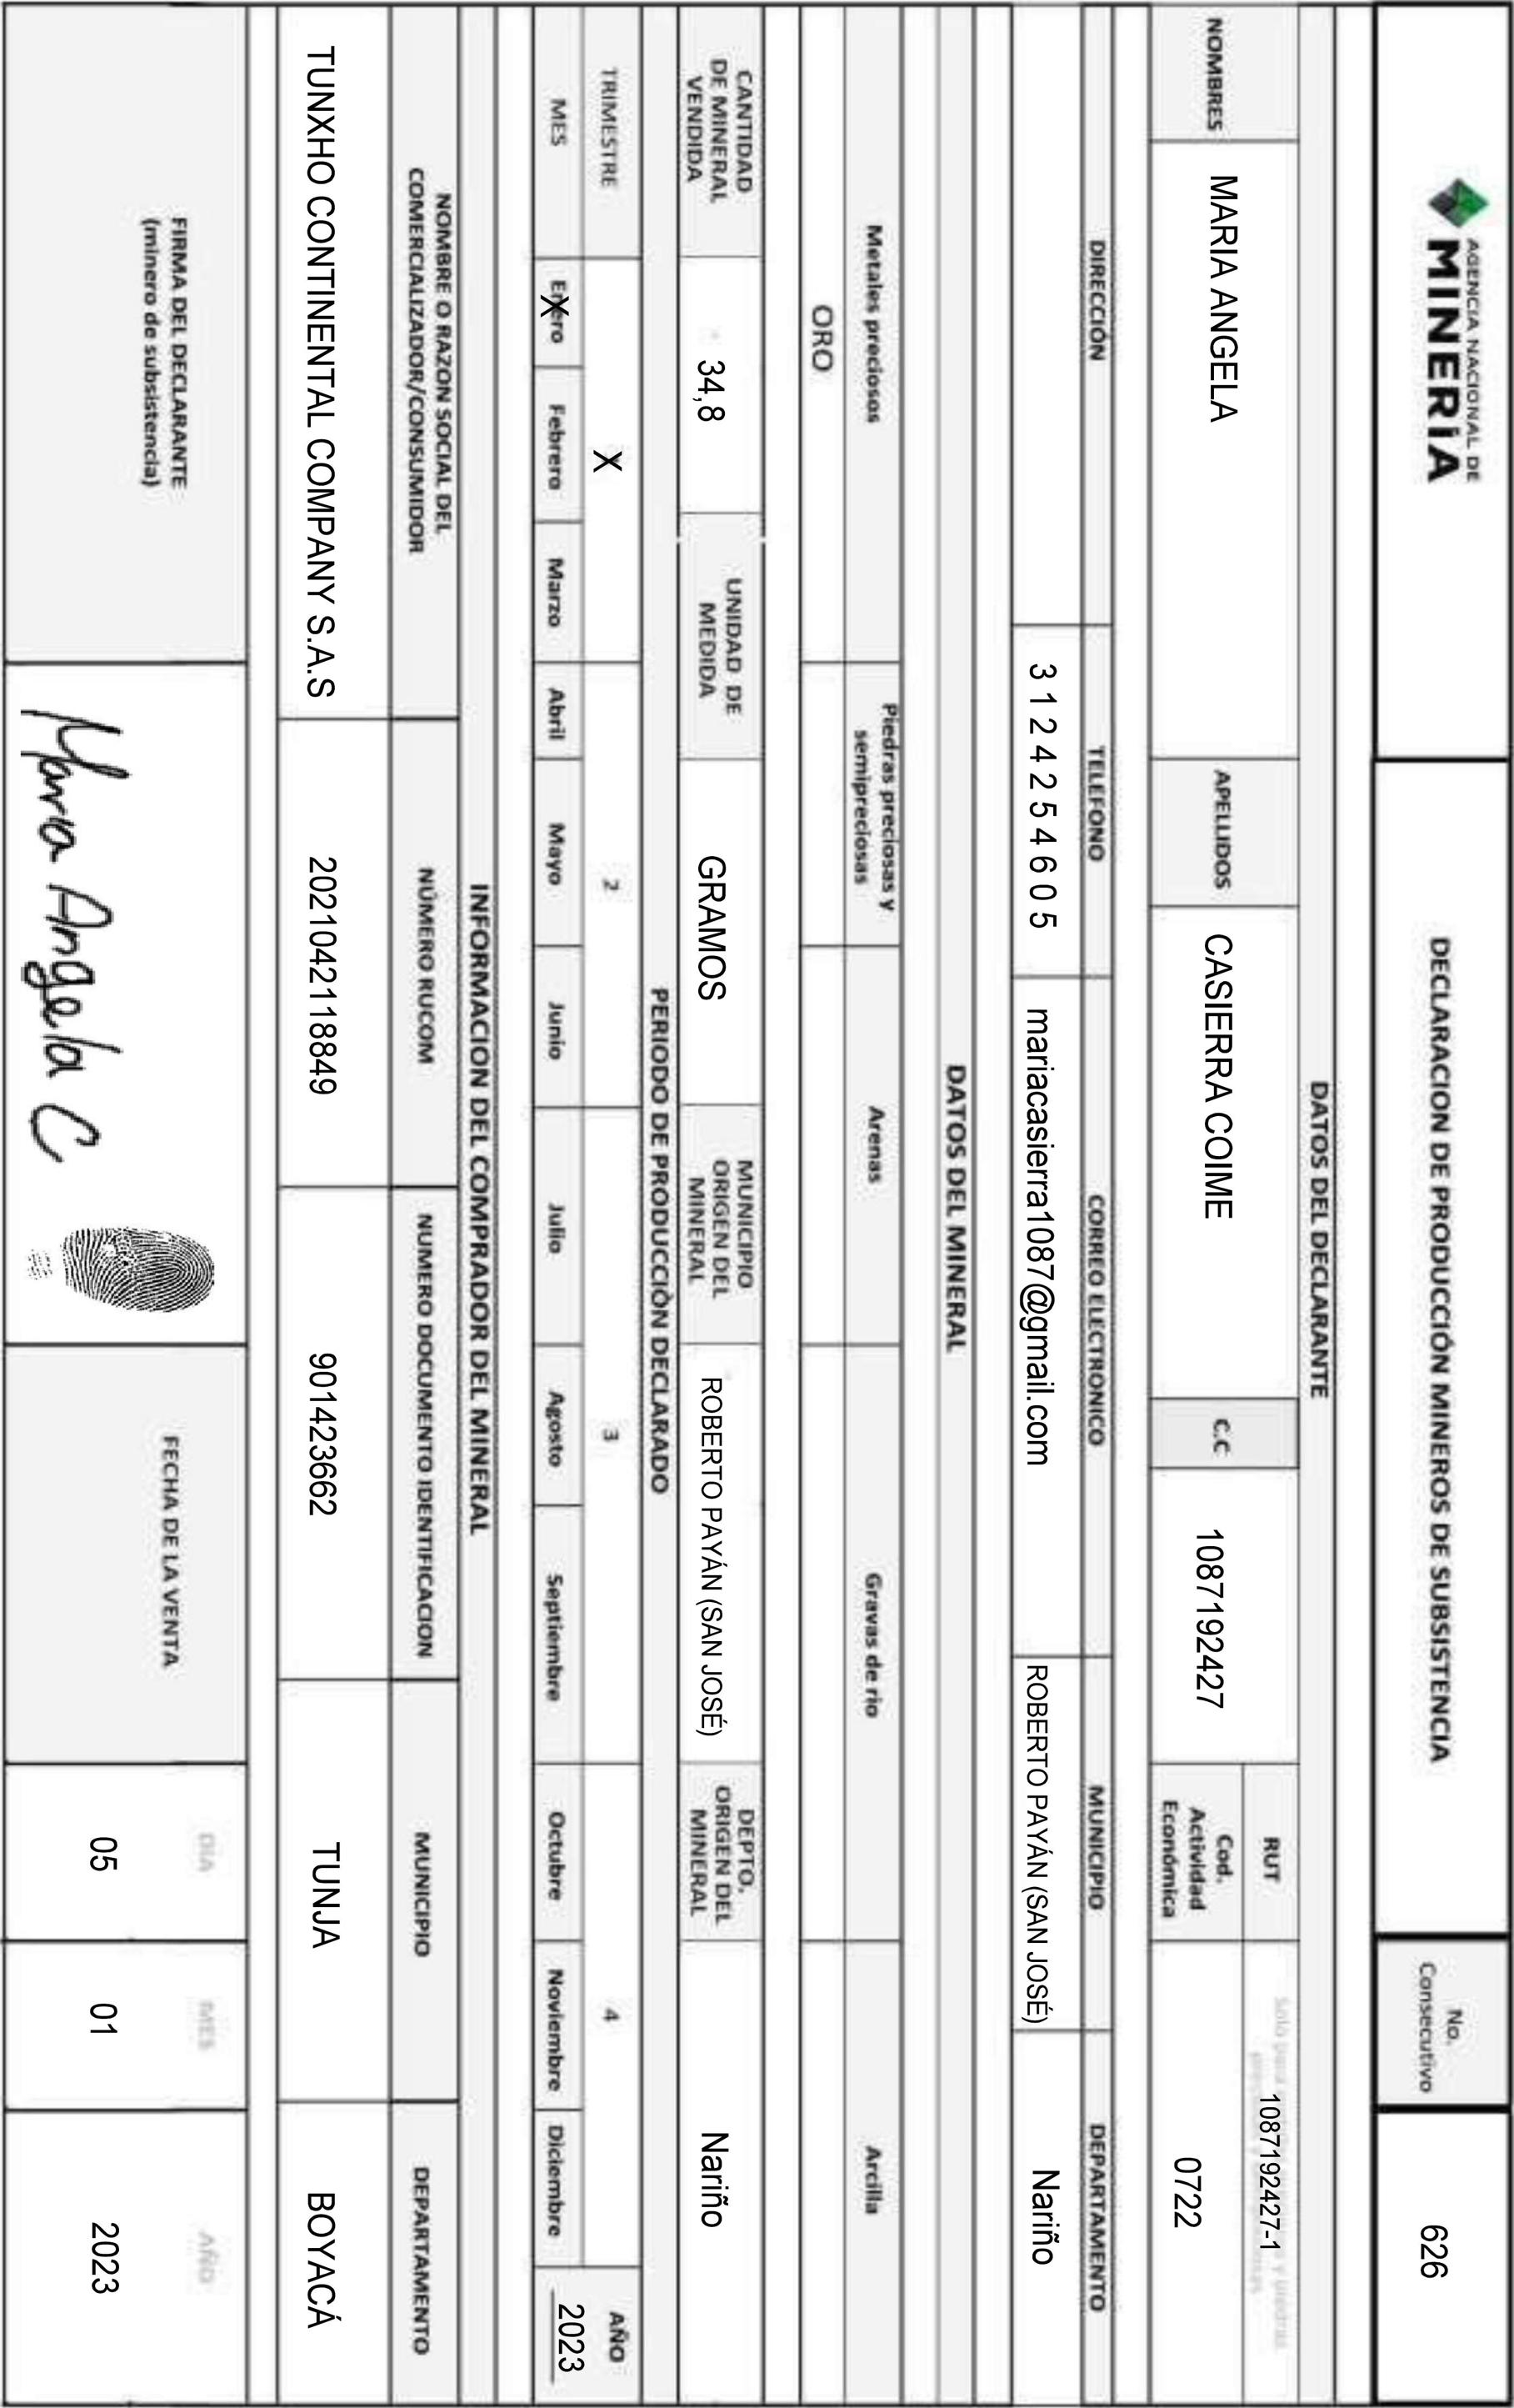 AGENCIA NACIONAL DE
MINERÍA
DECLARACION DE PRODUCCIÓN MINEROS DE SUBSISTENCIA
No.
Consecutivo
626
DATOS DEL DECLARANTE
NOMBRES
MARIA ANGELA
APELLIDOS
CASIERRA COIME
C.C
1087192427
RUT
1087192427-1
Cod.
Actividad
Económica
0722
DIRECCIÓN
TELEFONO
CORREO ELECTRONICO
MUNICIPIO
DEPARTAMENTO
3 1 2 4 2 5 4 6 0 5
mariacasierra1087@gmail.com
ROBERTO PAYÁN (SAN JOSÉ)
Nariño
DATOS DEL MINERAL
Metales preciosos
Piedras preciosas y
semipreciosas
Arenas
Gravas de rio
Arcilla
ORO
CANTIDAD
DE MINERAL
VENDIDA
34,8
UNIDAD DE
MEDIDA
GRAMOS
MUNICIPIO
ORIGEN DEL
MINERAL
ROBERTO PAYÁN (SAN JOSÉ)
DEPTO.
ORIGEN DEL
MINERAL
Nariño
PERIODO DE PRODUCCIÓN DECLARADO
TRIMESTRE
X
2
3
4
AÑO
MES
Enero
X
Febrero
Marzo
Abril
Mayo
Junio
Julio
Agosto
Septiembre
Octubre
Noviembre
Diciembre
2023
INFORMACIÓN DEL COMPRADOR DEL MINERAL
NOMBRE O RAZON SOCIAL DEL
COMERCIALIZADOR/CONSUMIDOR
NÚMERO RUCOM
NUMERO DOCUMENTO IDENTIFICACION
MUNICIPIO
DEPARTAMENTO
TUNXHO CONTINENTAL COMPANY S.A.S
2021042118849
901423662
TUNJA
BOYACÁ
FIRMA DEL DECLARANTE
(minero de subsistencia)
Maria Angela C
FECHA DE LA VENTA
DÍA
MES
AÑO
05
01
2023